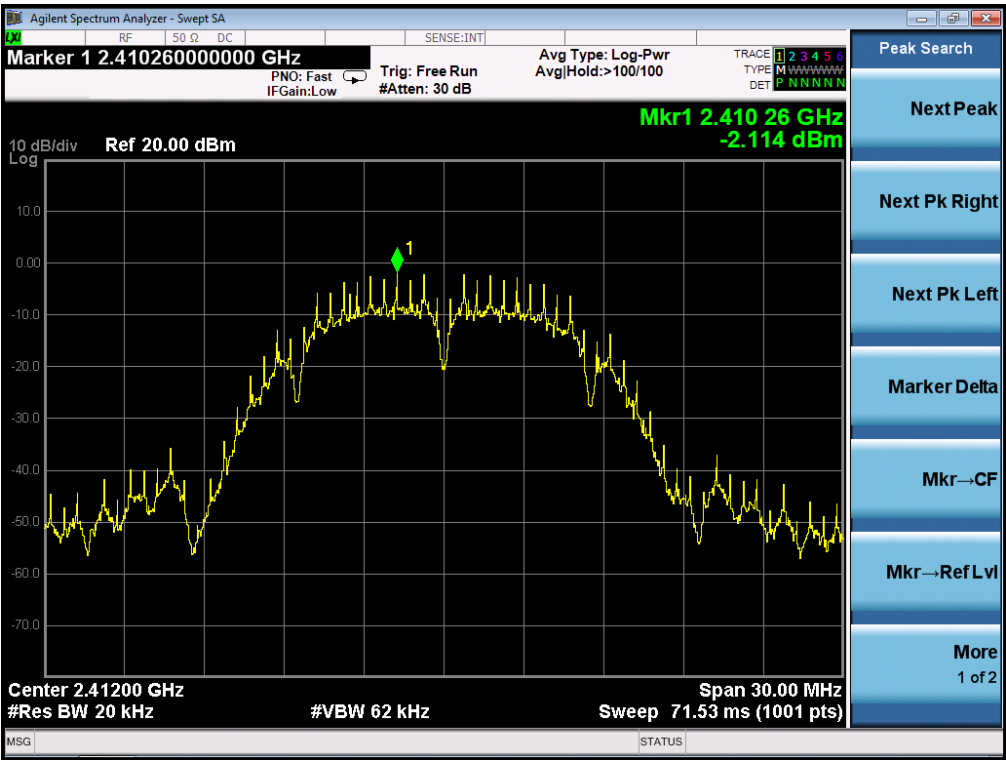 Agilent Spectrum Analyzer - Swept SA
LXI
RF
50 Ω
DC
SENSE:INT
Marker 1 2.410260000000 GHz
PNO: Fast
IFGain:Low
Trig: Free Run
#Atten: 30 dB
Avg Type: Log-Pwr
Avg|Hold:>100/100
TRACE 1 2 3 4 5 6
TYPE M W W W W W
DET P N N N N N
Peak Search
Mkr1 2.410 26 GHz
-2.114 dBm
10 dB/div
Log
Ref 20.00 dBm
10.0
0.00
-10.0
-20.0
-30.0
-40.0
-50.0
-60.0
-70.0
1
Next Peak
Next Pk Right
Next Pk Left
Marker Delta
Mkr→CF
Mkr→Ref Lvl
More
1 of 2
Center 2.41200 GHz
#Res BW 20 kHz
#VBW 62 kHz
Span 30.00 MHz
Sweep 71.53 ms (1001 pts)
MSG
STATUS